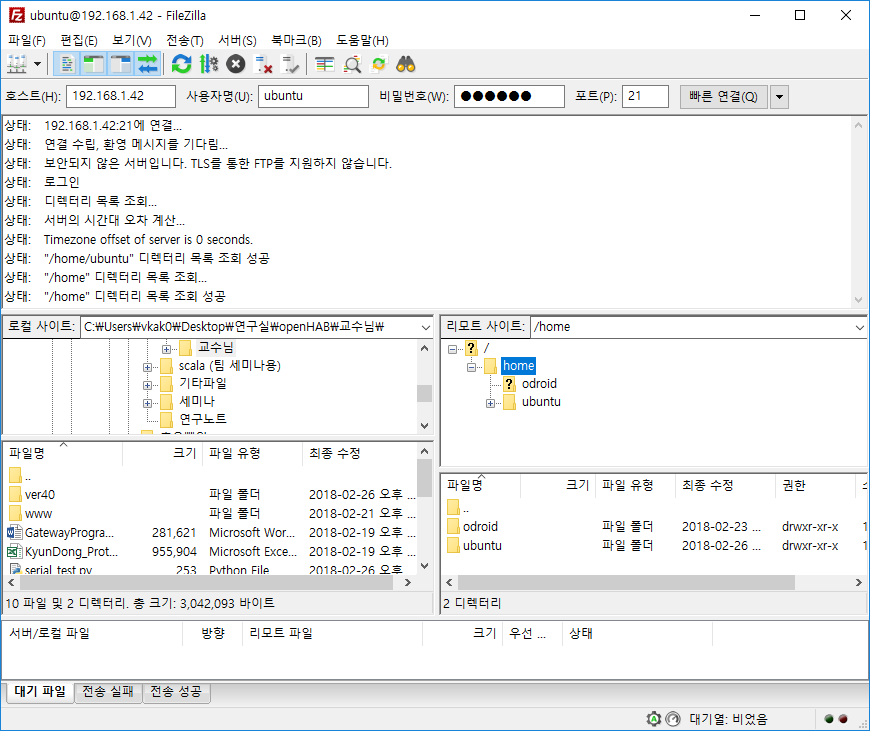 ubuntu@192.168.1.42 - FileZilla
파일(F) 편집(E) 보기(V) 전송(T) 서버(S) 북마크(B) 도움말(H)
호스트(H): 192.168.1.42 사용자명(U): ubuntu 비밀번호(W): ●●●●●● 포트(P): 21 빠른 연결(Q)
상태: 192.168.1.42:21에 연결...
상태: 연결 수립, 환영 메시지를 기다림...
상태: 보안되지 않은 서버입니다. TLS를 통한 FTP를 지원하지 않습니다.
상태: 로그인
상태: 디렉터리 목록 조회...
상태: 서버의 시간대 오차 계산...
상태: Timezone offset of server is 0 seconds.
상태: "/home/ubuntu" 디렉터리 목록 조회 성공
상태: "/home" 디렉터리 목록 조회...
상태: "/home" 디렉터리 목록 조회 성공
로컬 사이트: C:₩Users₩vkak0₩Desktop₩연구실₩openHAB₩교수님₩
교수님
scala (팀 세미나용)
기타파일
세미나
연구노트
파일명 크기 파일 유형 최종 수정
..
ver40 파일 폴더 2018-02-26 오후 ...
www 파일 폴더 2018-02-21 오후 ...
GatewayProgra... 281,621 Microsoft Wor... 2018-02-19 오후 ...
KyunDong_Prot... 955,904 Microsoft Exce... 2018-02-19 오후 ...
serial_test.py 253 Python File 2018-02-26 오후 ...
10 파일 및 2 디렉터리. 총 크기: 3,042,093 바이트
리모트 사이트: /home
/
home
odroid
ubuntu
파일명 크기 파일 유형 최종 수정 권한
..
odroid 파일 폴더 2018-02-23 ... drwxr-xr-x
ubuntu 파일 폴더 2018-02-26 ... drwxr-xr-x
2 디렉터리
서버/로컬 파일 방향 리모트 파일 크기 우선 ... 상태
대기 파일 전송 실패 전송 성공
대기열: 비었음